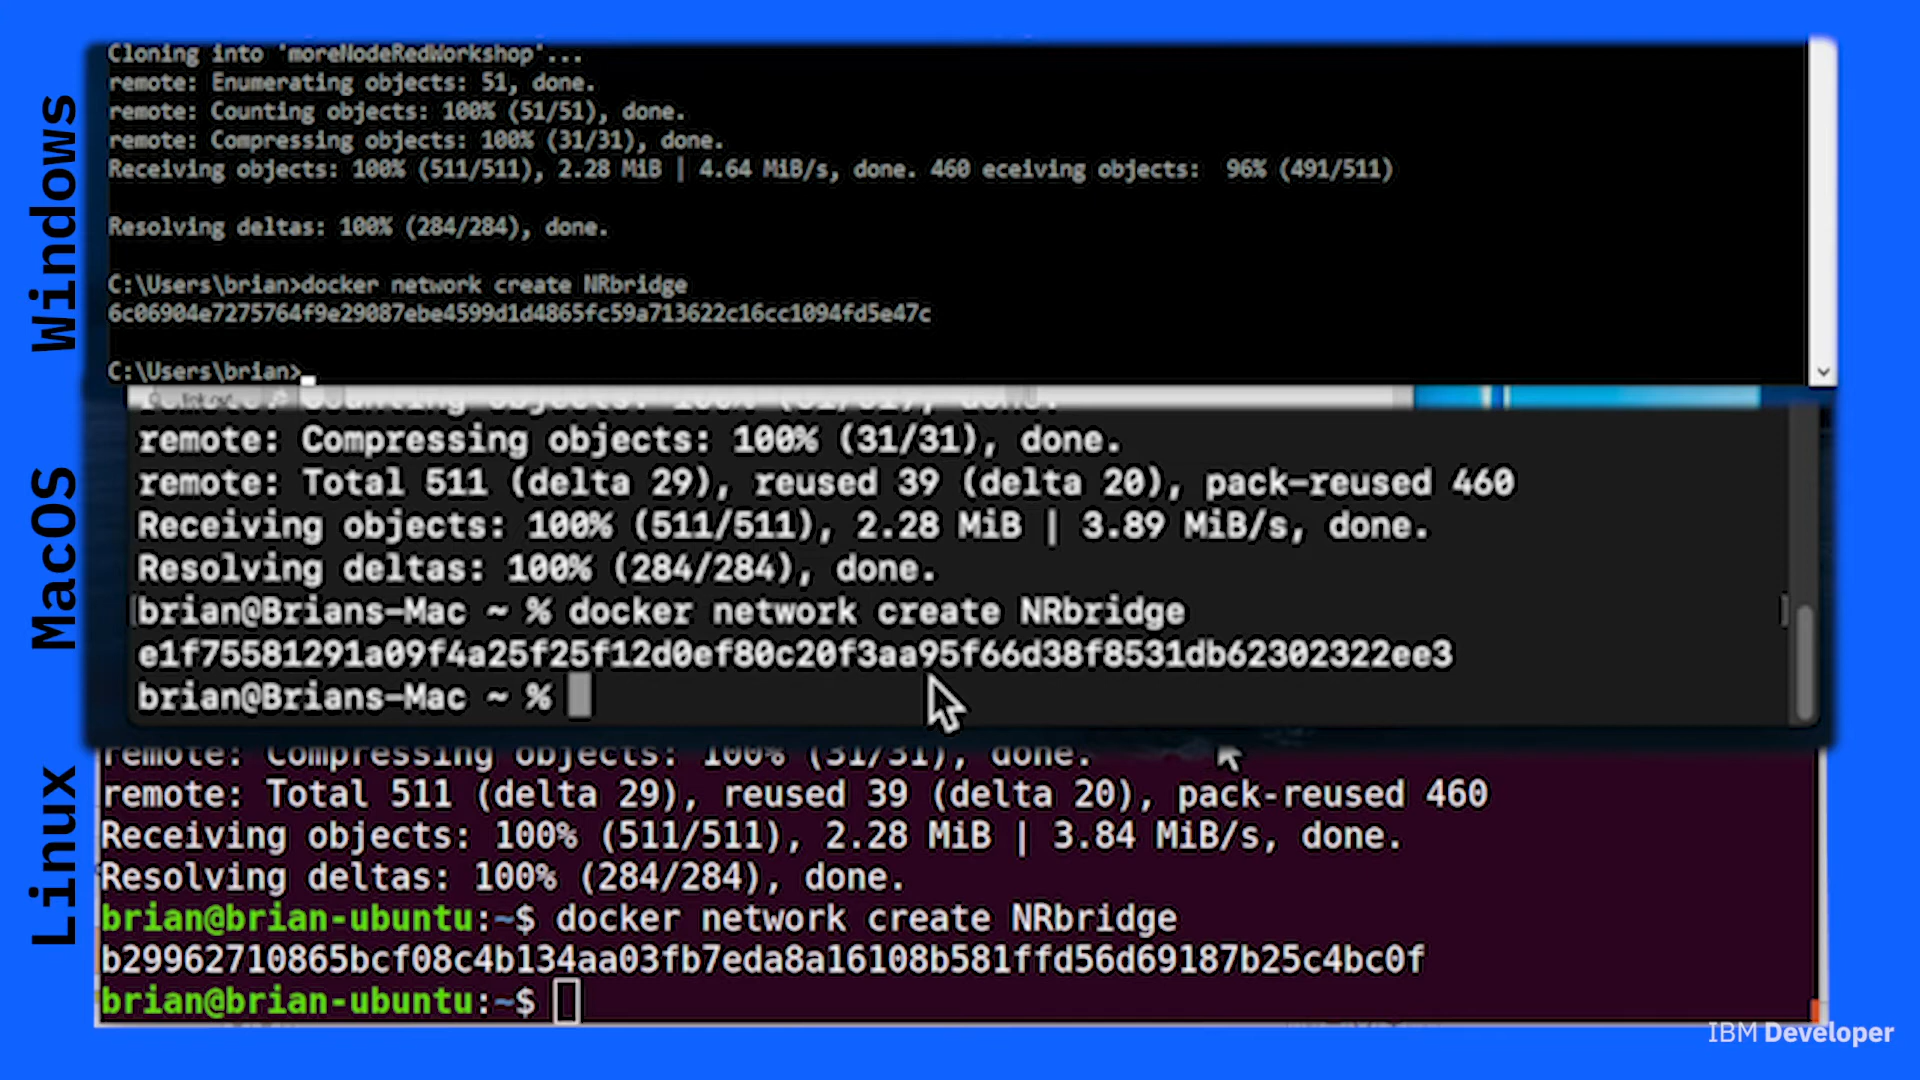 Windows
Cloning into 'moreNodeRedWorkshop'...
remote: Enumerating objects: 51, done.
remote: Counting objects: 100% (51/51), done.
remote: Compressing objects: 100% (31/31), done.
Receiving objects: 100% (511/511), 2.28 MiB | 4.64 MiB/s, done. 460 eceiving objects:  96% (491/511)
Resolving deltas: 100% (284/284), done.
C:\Users\brian>docker network create NRbridge
6c06904e7275764f9e29087ebe4599d1d4865fc59a713622c16cc1094fd5e47c
C:\Users\brian>
MacOS
remote: Compressing objects: 100% (31/31), done.
remote: Total 511 (delta 29), reused 39 (delta 20), pack-reused 460
Receiving objects: 100% (511/511), 2.28 MiB | 3.89 MiB/s, done.
Resolving deltas: 100% (284/284), done.
brian@Brians-Mac ~ % docker network create NRbridge
e1f75581291a09f4a25f25f12d0ef80c20f3aa95f66d38f8531db62302322ee3
brian@Brians-Mac ~ %
Linux
remote: Compressing objects: 100% (31/31), done.
remote: Total 511 (delta 29), reused 39 (delta 20), pack-reused 460
Receiving objects: 100% (511/511), 2.28 MiB | 3.84 MiB/s, done.
Resolving deltas: 100% (284/284), done.
brian@brian-ubuntu:~$ docker network create NRbridge
b29962710865bcf08c4b134aa03fb7eda8a16108b581ffd56d69187b25c4bc0f
brian@brian-ubuntu:~$
IBM Developer